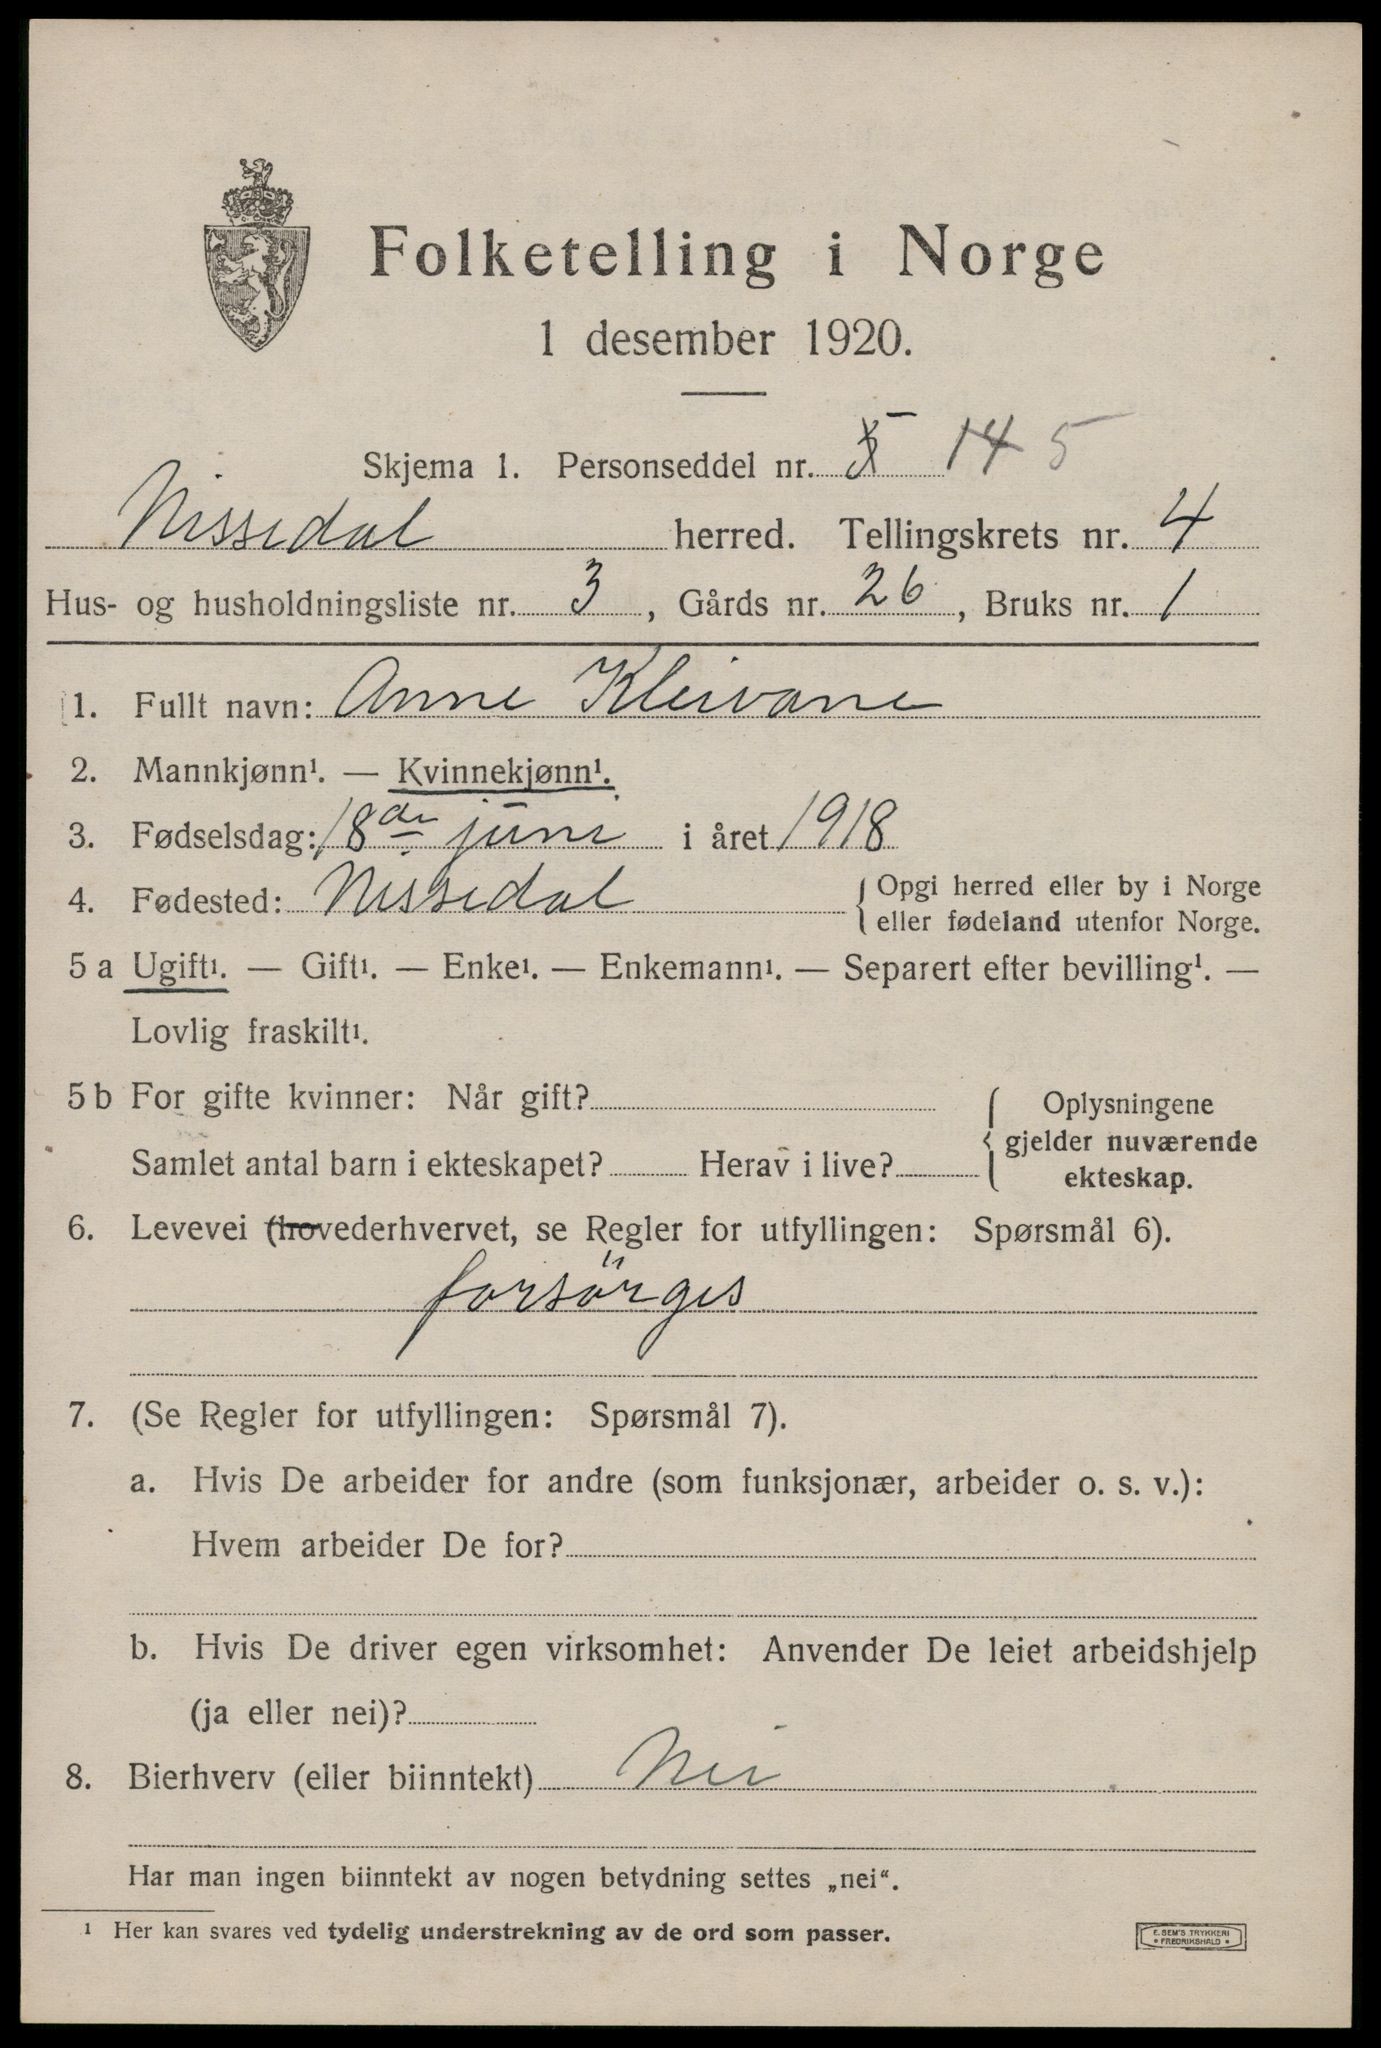 Folketelling i Norge
1 desember 1920.
Skjema 1. Personseddel nr. 5 14 5
Nissedal herred. Tellingskrets nr. 4
Hus- og husholdningsliste nr. 3, Gårds nr. 26, Bruks nr. 1
1. Fullt navn: Anne Kleivane
2. Mannkjønn¹. — Kvinnekjønn¹.
3. Fødselsdag: 18de juni i året 1918
4. Fødested: Nissedal { Opgi herred eller by i Norge
eller fødeland utenfor Norge.
5 a Ugift¹. — Gift¹. — Enke¹. — Enkemann¹. — Separert efter bevilling¹. —
Lovlig fraskilt¹.
5 b For gifte kvinner: Når gift? { Oplysningene
gjelder nuværende
Samlet antal barn i ekteskapet? Herav i live?
ekteskap.
6. Levevei (hovederhvervet, se Regler for utfyllingen: Spørsmål 6).
forsörges
7. (Se Regler for utfyllingen: Spørsmål 7).
a. Hvis De arbeider for andre (som funksjonær, arbeider o. s. v.):
Hvem arbeider De for?
b. Hvis De driver egen virksomhet: Anvender De leiet arbeidshjelp
(ja eller nei)?
8. Bierhverv (eller biinntekt) Nei
Har man ingen biinntekt av nogen betydning settes „nei“.
¹ Her kan svares ved tydelig understrekning av de ord som passer.
E. SEM'S TRYKKERI
• FREDRIKSHALD •